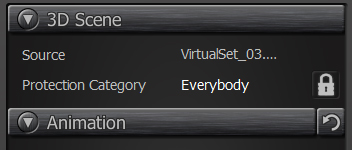 3D Scene
Source VirtualSet_03....
Protection Category Everybody
Animation